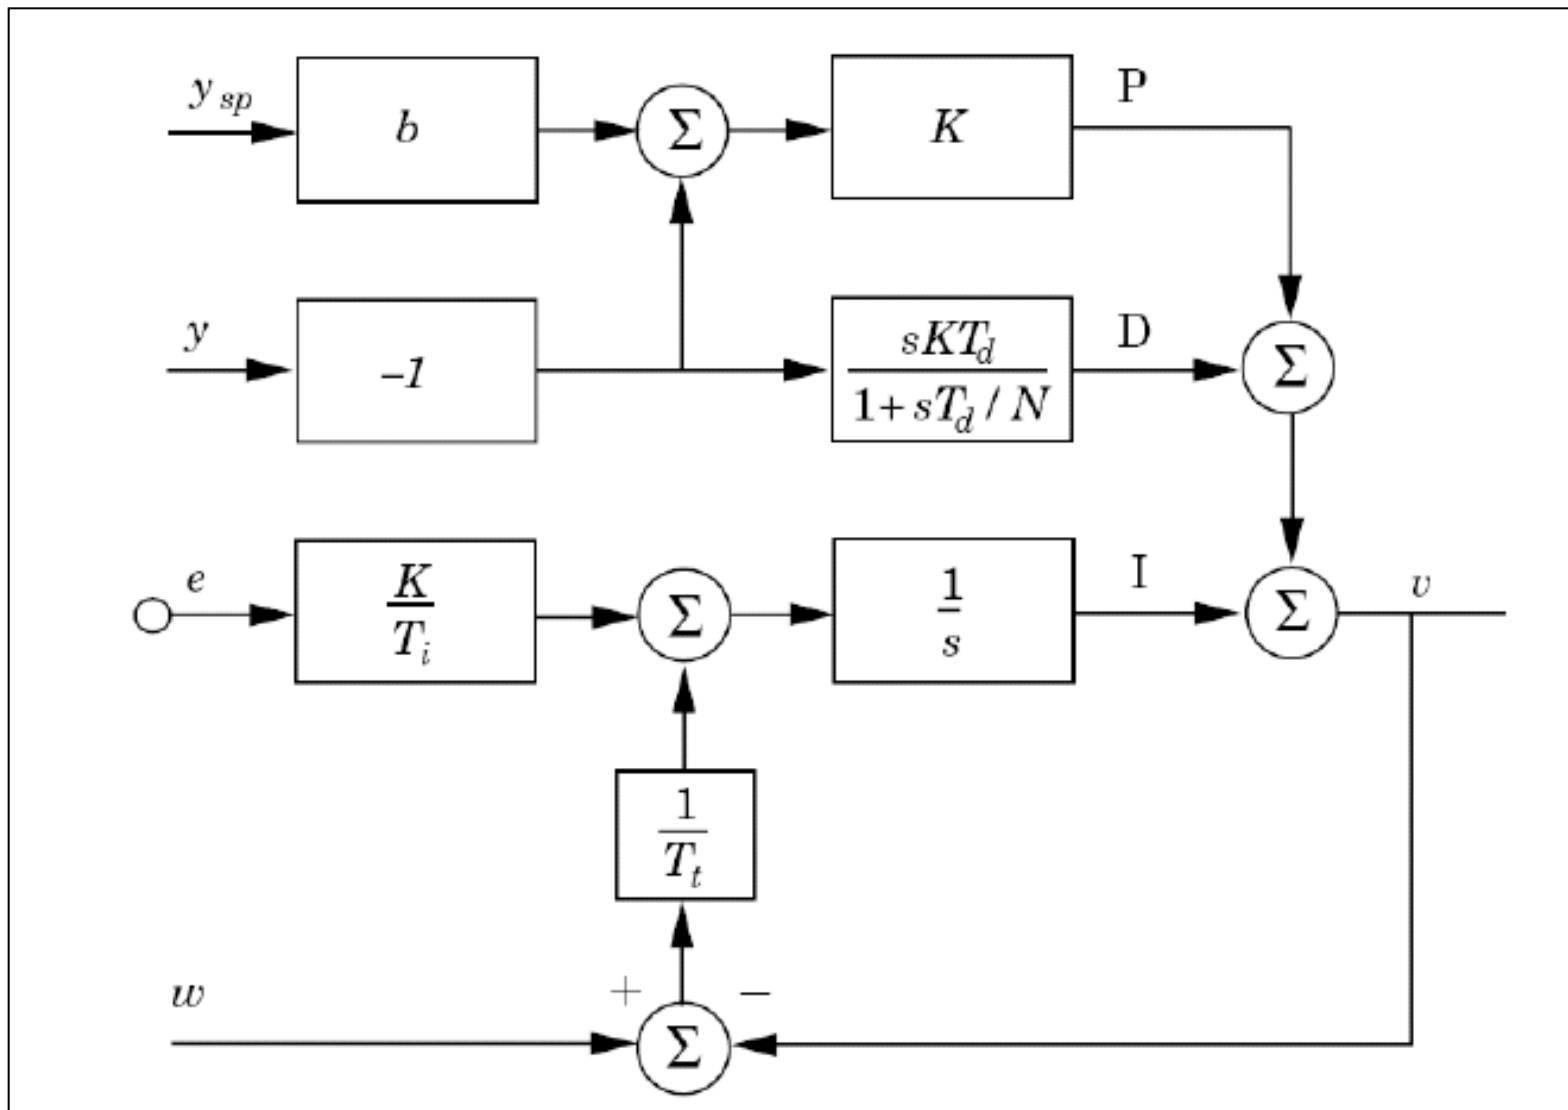 y sp
b
Σ
K
P
y
–1
sKT_d
1+sT_d/N
D
Σ
e
K
T_i
Σ
1
s
I
Σ
v
1
T_t
w
+
–
Σ